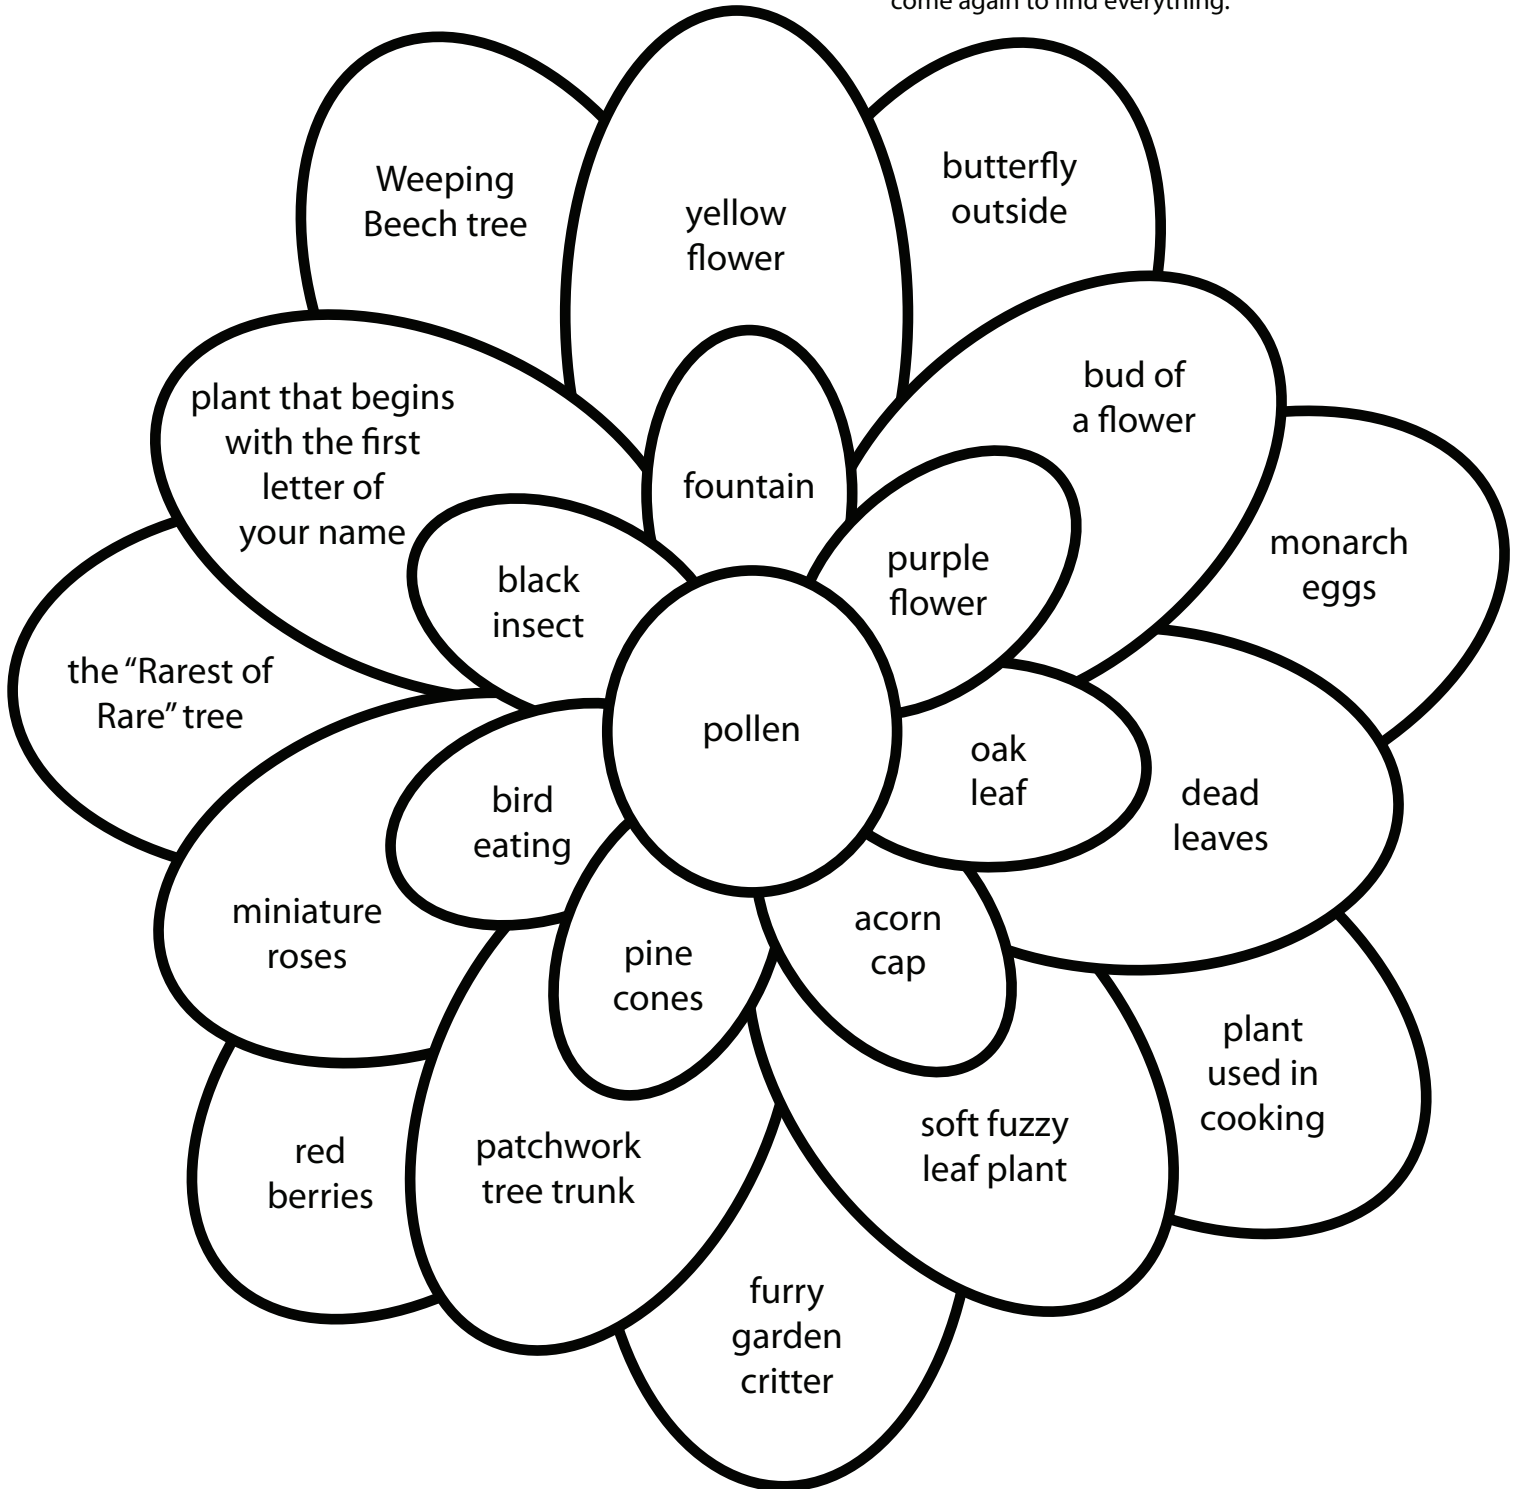 come again to find everything.
Weeping
Beech tree
yellow
flower
butterfly
outside
plant that begins
with the first
letter of
your name
fountain
bud of
a flower
black
insect
purple
flower
monarch
eggs
the “Rarest of
Rare” tree
pollen
oak
leaf
dead
leaves
bird
eating
miniature
roses
pine
cones
acorn
cap
plant
used in
cooking
red
berries
patchwork
tree trunk
soft fuzzy
leaf plant
furry
garden
critter